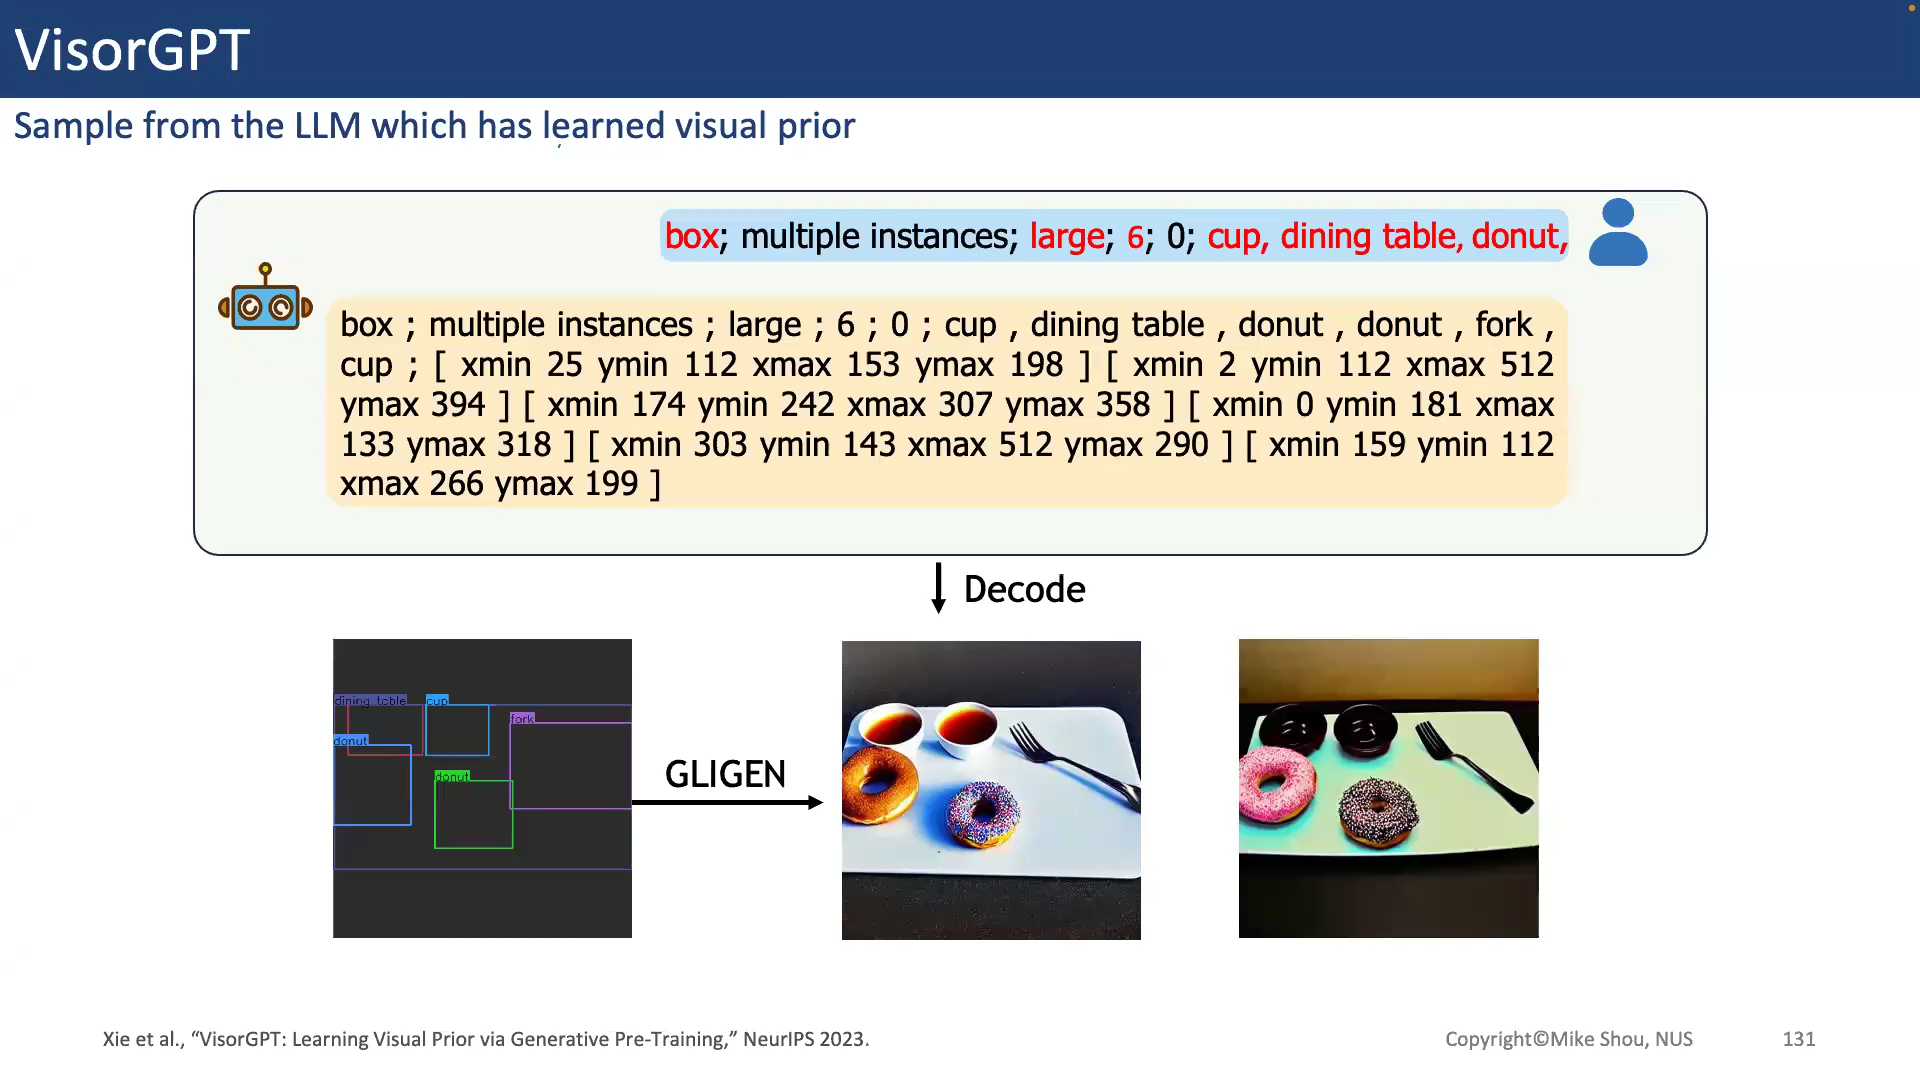 VisorGPT
Sample from the LLM which has learned visual prior
box; multiple instances; large; 6; 0; cup, dining table, donut,
box ; multiple instances ; large ; 6 ; 0 ; cup , dining table , donut , donut , fork ,
cup ; [ xmin 25 ymin 112 xmax 153 ymax 198 ] [ xmin 2 ymin 112 xmax 512
ymax 394 ] [ xmin 174 ymin 242 xmax 307 ymax 358 ] [ xmin 0 ymin 181 xmax
133 ymax 318 ] [ xmin 303 ymin 143 xmax 512 ymax 290 ] [ xmin 159 ymin 112
xmax 266 ymax 199 ]
Decode
dining table
cup
fork
donut
donut
GLIGEN
Xie et al., “VisorGPT: Learning Visual Prior via Generative Pre-Training,” NeurIPS 2023.
Copyright©Mike Shou, NUS
131